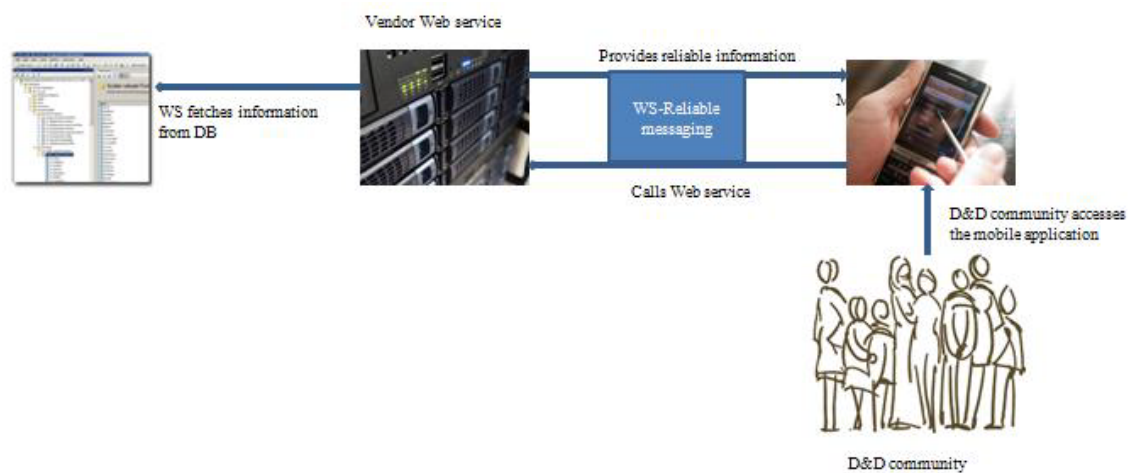 Vendor Web service
Provides reliable information
WS fetches information
from DB
WS-Reliable
messaging
M
Calls Web service
D&D community accesses
the mobile application
D&D community